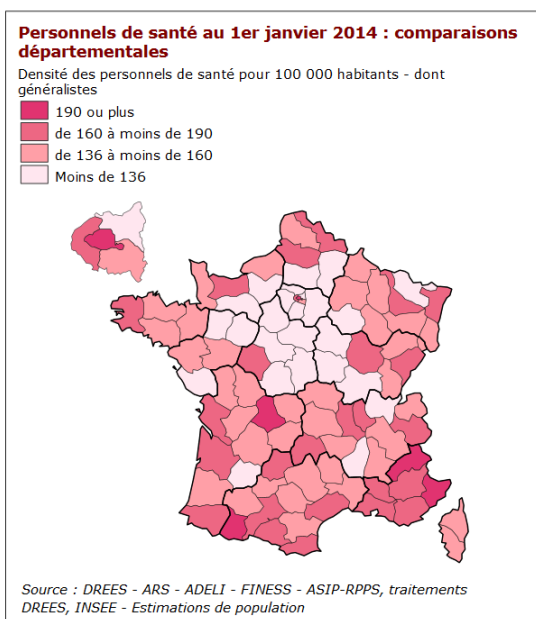 Personnels de santé au 1er janvier 2014 : comparaisons
départementales
Densité des personnels de santé pour 100 000 habitants - dont
généralistes
190 ou plus
de 160 à moins de 190
de 136 à moins de 160
Moins de 136
Source : DREES - ARS - ADELI - FINESS - ASIP-RPPS, traitements
DREES, INSEE - Estimations de population